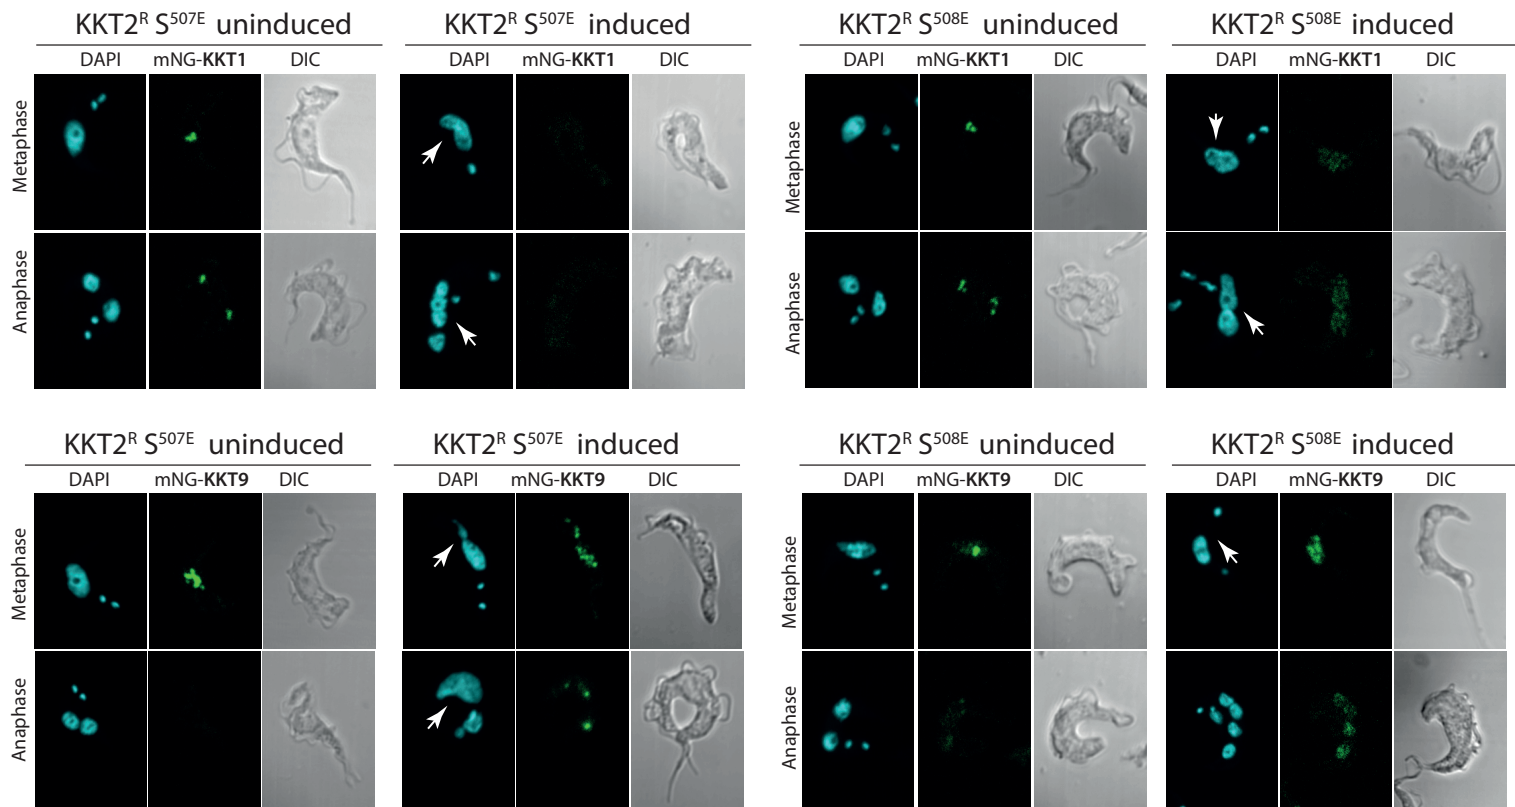 KKT2R S507E uninduced
KKT2R S507E induced
KKT2R S508E uninduced
KKT2R S508E induced
DAPI mNG-KKT1 DIC
DAPI mNG-KKT1 DIC
DAPI mNG-KKT1 DIC
DAPI mNG-KKT1 DIC
Metaphase
Metaphase
Anaphase
Anaphase
KKT2R S507E uninduced
KKT2R S507E induced
KKT2R S508E uninduced
KKT2R S508E induced
DAPI mNG-KKT9 DIC
DAPI mNG-KKT9 DIC
DAPI mNG-KKT9 DIC
DAPI mNG-KKT9 DIC
Metaphase
Metaphase
Anaphase
Anaphase